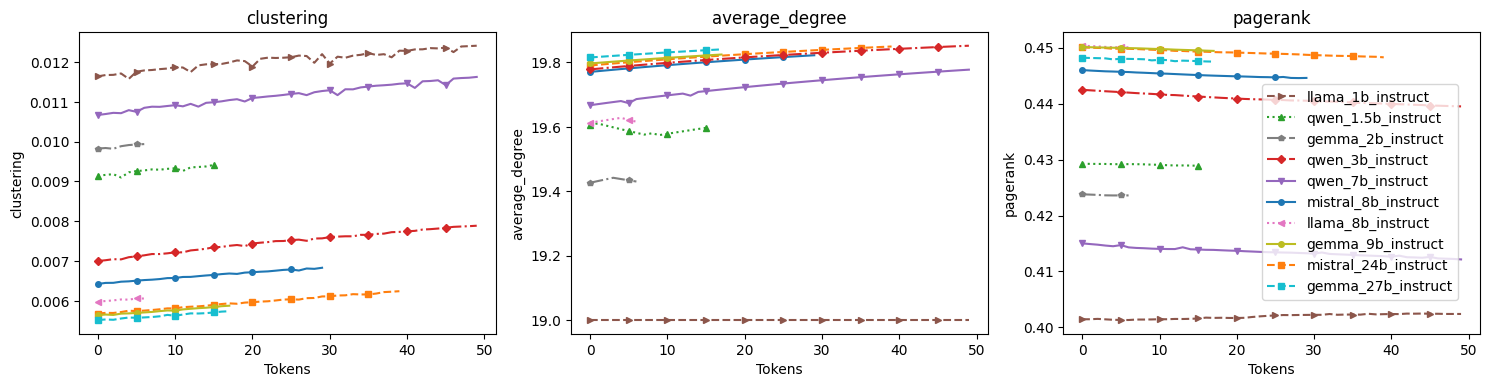 clustering
clustering
0.012
0.011
0.010
0.009
0.008
0.007
0.006
0 10 20 30 40 50
Tokens
average_degree
average_degree
19.8
19.6
19.4
19.2
19.0
0 10 20 30 40 50
Tokens
pagerank
pagerank
0.45
0.44
0.43
0.42
0.41
0.40
0 10 20 30 40 50
Tokens
llama_1b_instruct
qwen_1.5b_instruct
gemma_2b_instruct
qwen_3b_instruct
qwen_7b_instruct
mistral_8b_instruct
llama_8b_instruct
gemma_9b_instruct
mistral_24b_instruct
gemma_27b_instruct